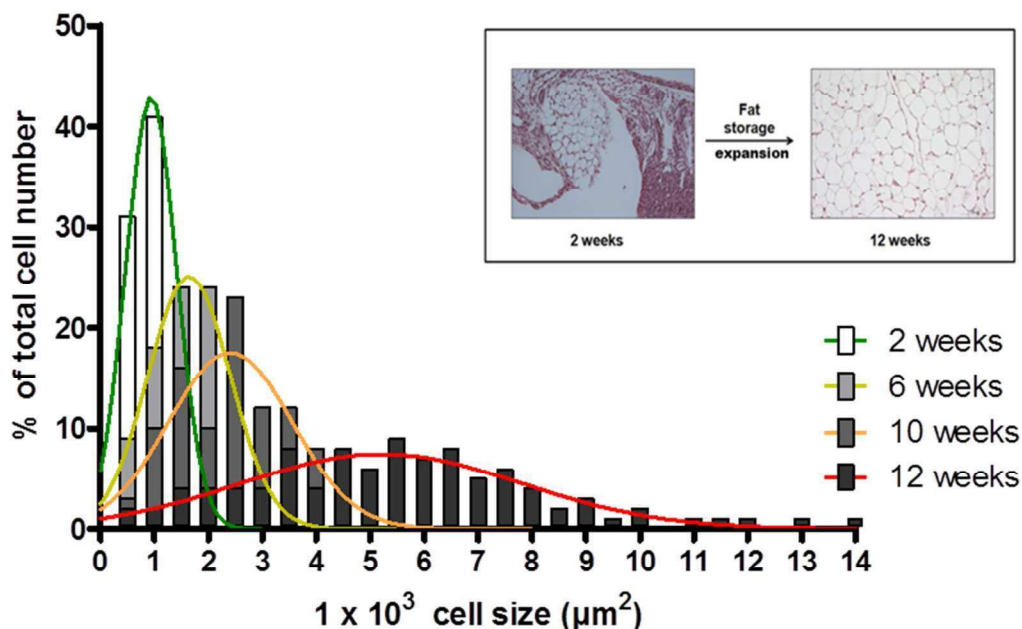 % of total cell number
50
40
30
20
10
0
0 1 2 3 4 5 6 7 8 9 10 11 12 13 14
1 x 10³ cell size (µm²)
Fat
storage
expansion
2 weeks
12 weeks
2 weeks
6 weeks
10 weeks
12 weeks